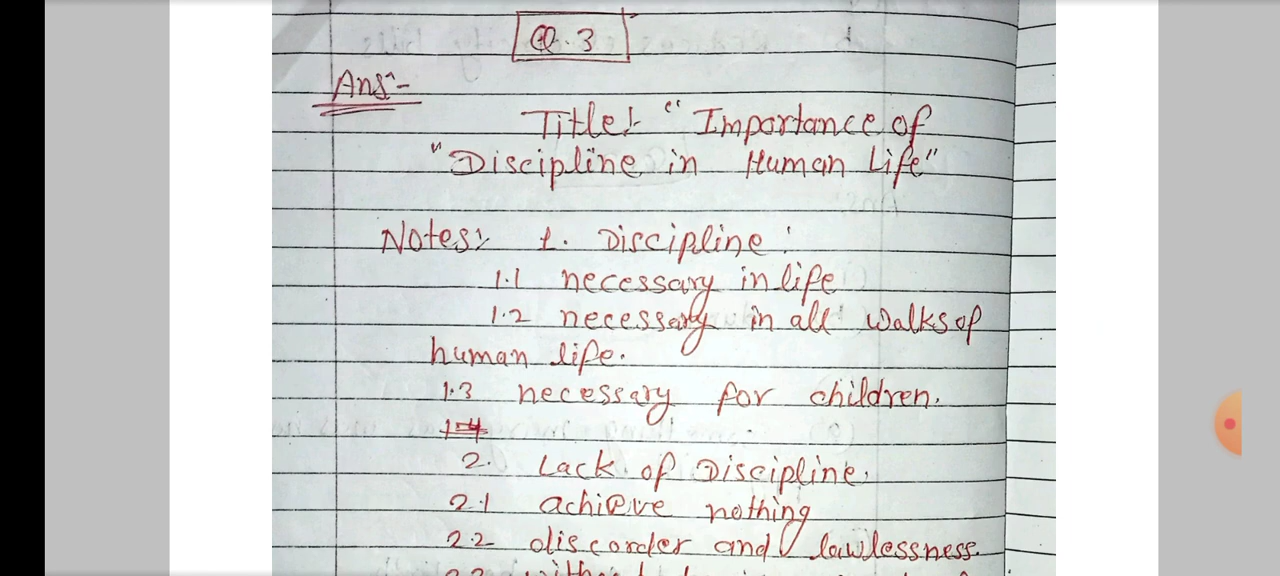 Q.3
Ans:-
Title:- "Importance of
"Discipline in Human Life"
Notes:- 1. Discipline:
1.1 necessary in life
1.2 necessary in all walks of
human life.
1.3 necessary for children.
1.4
2. Lack of Discipline.
2.1 achieve nothing
2.2 discorder and lawlessness.